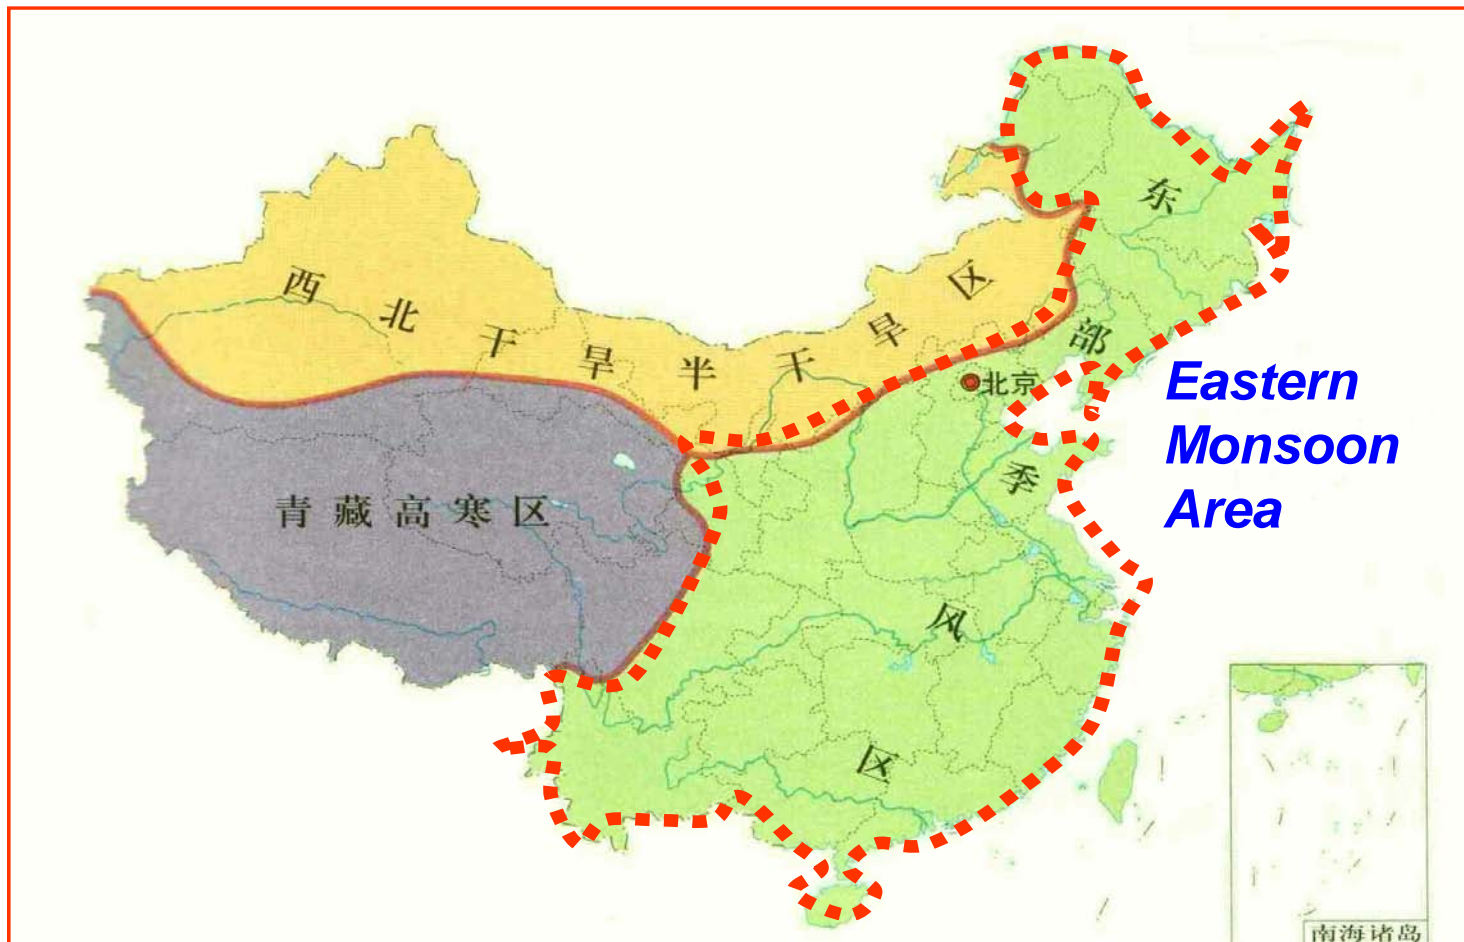 西北干旱半干旱区
青藏高寒区
东部季风区
北京
Eastern
Monsoon
Area
南海诸岛